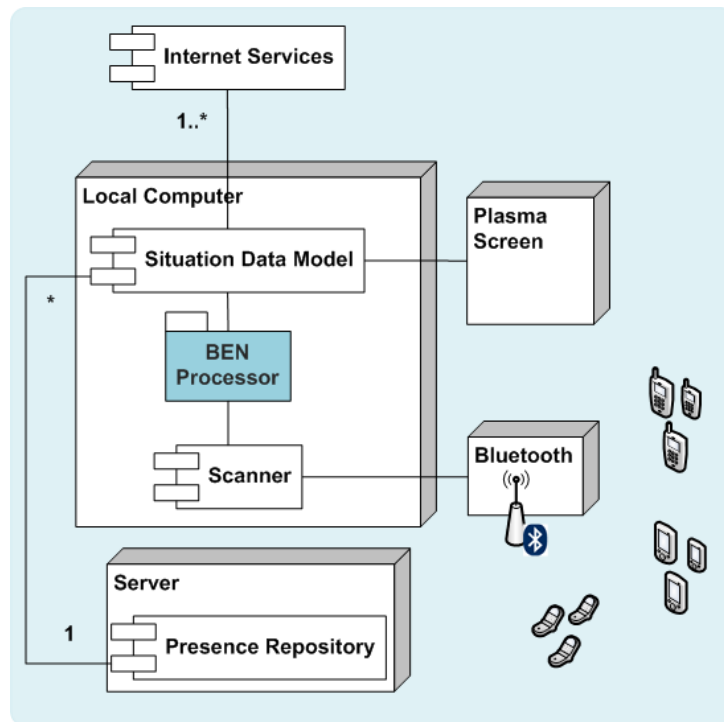 Internet Services
1..*
Local Computer
Situation Data Model
Plasma
Screen
*
BEN
Processor
Scanner
Bluetooth
Server
1
Presence Repository